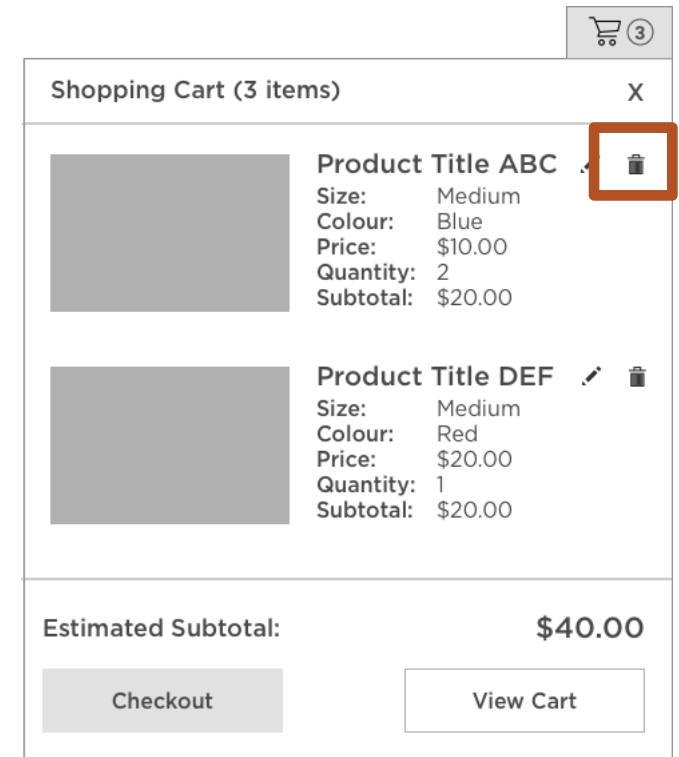 3
Shopping Cart (3 items) X
Product Title ABC
Size: Medium
Colour: Blue
Price: $10.00
Quantity: 2
Subtotal: $20.00
Product Title DEF
Size: Medium
Colour: Red
Price: $20.00
Quantity: 1
Subtotal: $20.00
Estimated Subtotal: $40.00
Checkout View Cart